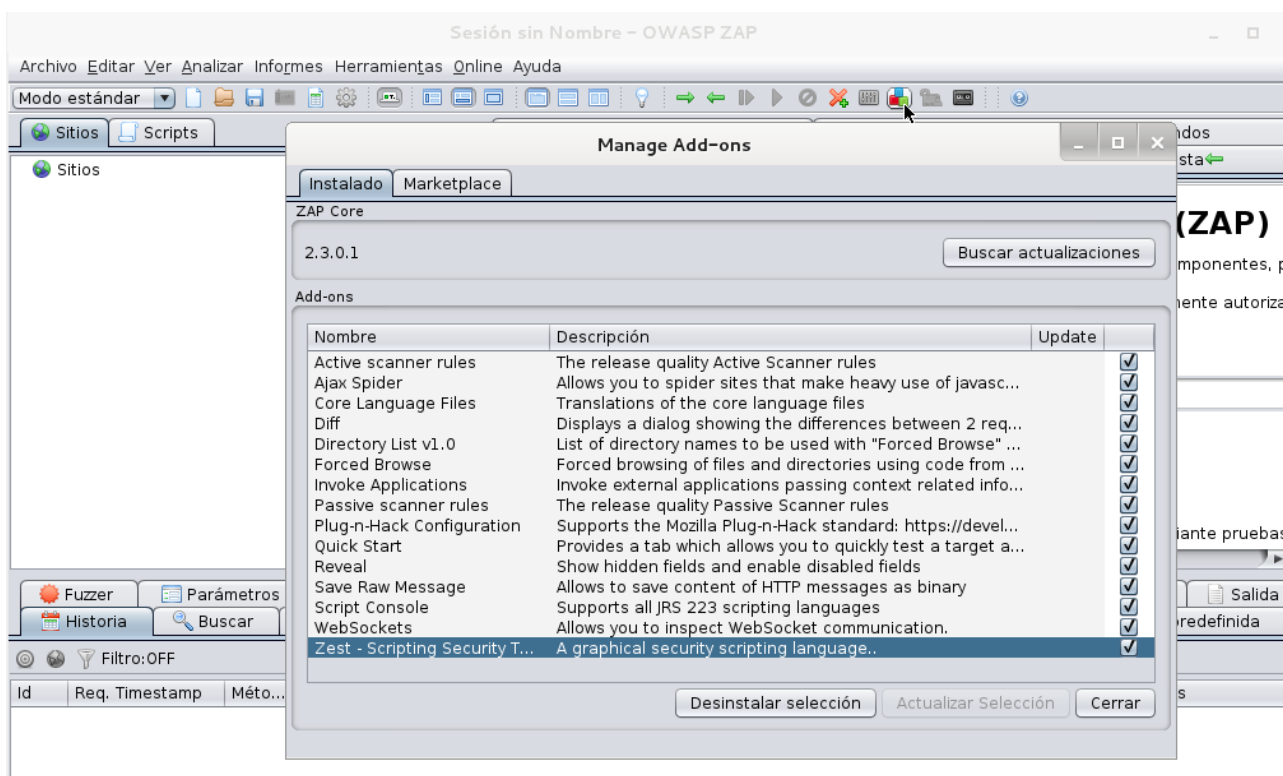 Sesión sin Nombre - OWASP ZAP
Archivo Editar Ver Analizar Informes Herramientas Online Ayuda
Modo estándar
Sitios Scripts
Sitios
Manage Add-ons
Instalado Marketplace
ZAP Core
2.3.0.1 Buscar actualizaciones
Add-ons
Nombre Descripción Update
Active scanner rules The release quality Active Scanner rules
Ajax Spider Allows you to spider sites that make heavy use of javasc...
Core Language Files Translations of the core language files
Diff Displays a dialog showing the differences between 2 req...
Directory List v1.0 List of directory names to be used with "Forced Browse" ...
Forced Browse Forced browsing of files and directories using code from ...
Invoke Applications Invoke external applications passing context related info...
Passive scanner rules The release quality Passive Scanner rules
Plug-n-Hack Configuration Supports the Mozilla Plug-n-Hack standard: https://devel...
Quick Start Provides a tab which allows you to quickly test a target a...
Reveal Show hidden fields and enable disabled fields
Save Raw Message Allows to save content of HTTP messages as binary
Script Console Supports all JRS 223 scripting languages
WebSockets Allows you to inspect WebSocket communication.
Zest - Scripting Security T... A graphical security scripting language..
Desinstalar selección Actualizar Selección Cerrar
ndos
sta
(ZAP)
mponentes, p
ente autoriza
iante pruebas
Fuzzer Parámetros Salida
Historia Buscar redefinida
Filtro:OFF
Id Req. Timestamp Méto... s